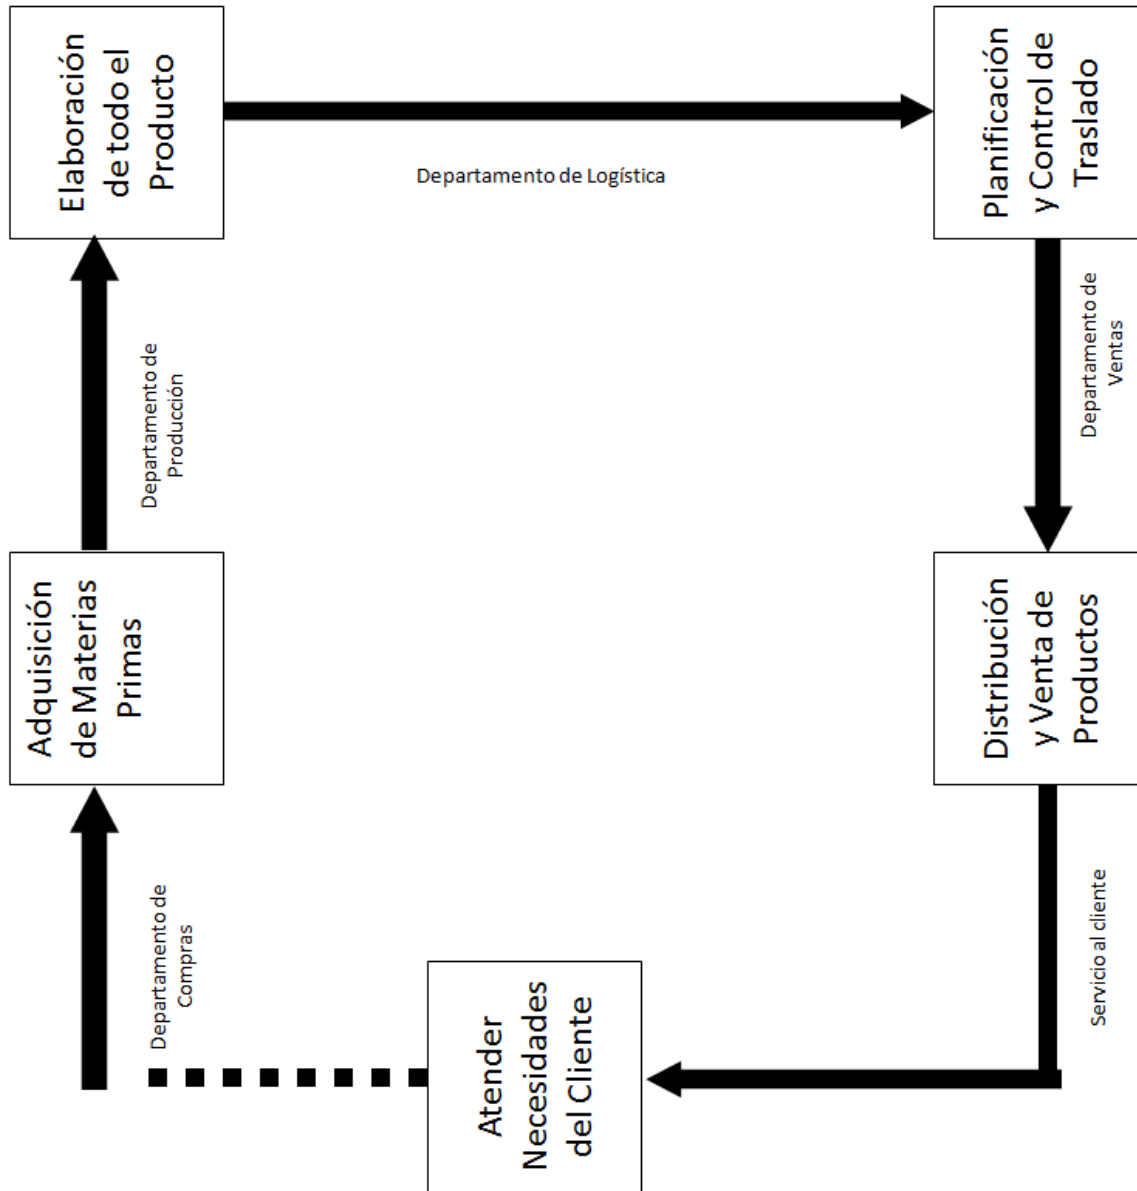 Elaboración
de todo el
Producto
Planificación
y Control de
Traslado
Departamento de Logística
Departamento de
Producción
Departamento de
Ventas
Adquisición
de Materias
Primas
Distribución
y Venta de
Productos
Departamento de
Compras
Servicio al cliente
Atender
Necesidades
del Cliente